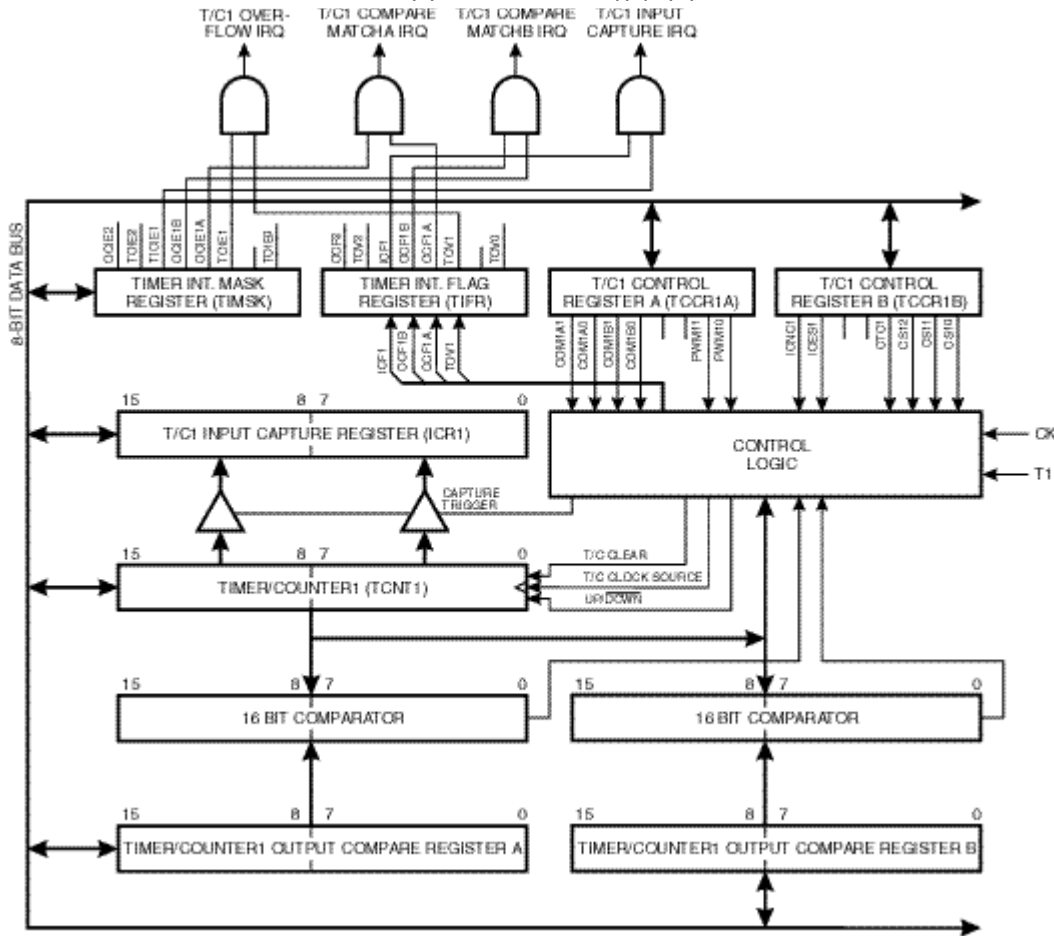 T/C1 OVER-
FLOW IRQ
T/C1 COMPARE
MATCHA IRQ
T/C1 COMPARE
MATCHB IRQ
T/C1 INPUT
CAPTURE IRQ
8-BIT DATA BUS
OCIE2
TOIE2
TICIE1
OCIE1B
OCIE1A
TOIE1
OCF2
TOV2
ICF1
OCF1B
OCF1A
TOV1
TOV0
TIMER INT. MASK
REGISTER (TIMSK)
TIMER INT. FLAG
REGISTER (TIFR)
T/C1 CONTROL
REGISTER A (TCCR1A)
T/C1 CONTROL
REGISTER B (TCCR1B)
ICF1
OCF1B
OCF1A
TOV1
COM1A1
COM1A0
COM1B1
COM1B0
PWM11
PWM10
ICNC1
ICES1
CTC1
CS12
CS11
CS10
15 8 7 0
T/C1 INPUT CAPTURE REGISTER (ICR1)
CONTROL
LOGIC
CK
T1
CAPTURE
TRIGGER
15 8 7 0
TIMER/COUNTER1 (TCNT1)
T/C CLEAR
T/C CLOCK SOURCE
UP/DOWN
15 8 7 0
16 BIT COMPARATOR
15 8 7 0
16 BIT COMPARATOR
15 8 7 0
TIMER/COUNTER1 OUTPUT COMPARE REGISTER A
15 8 7 0
TIMER/COUNTER1 OUTPUT COMPARE REGISTER B